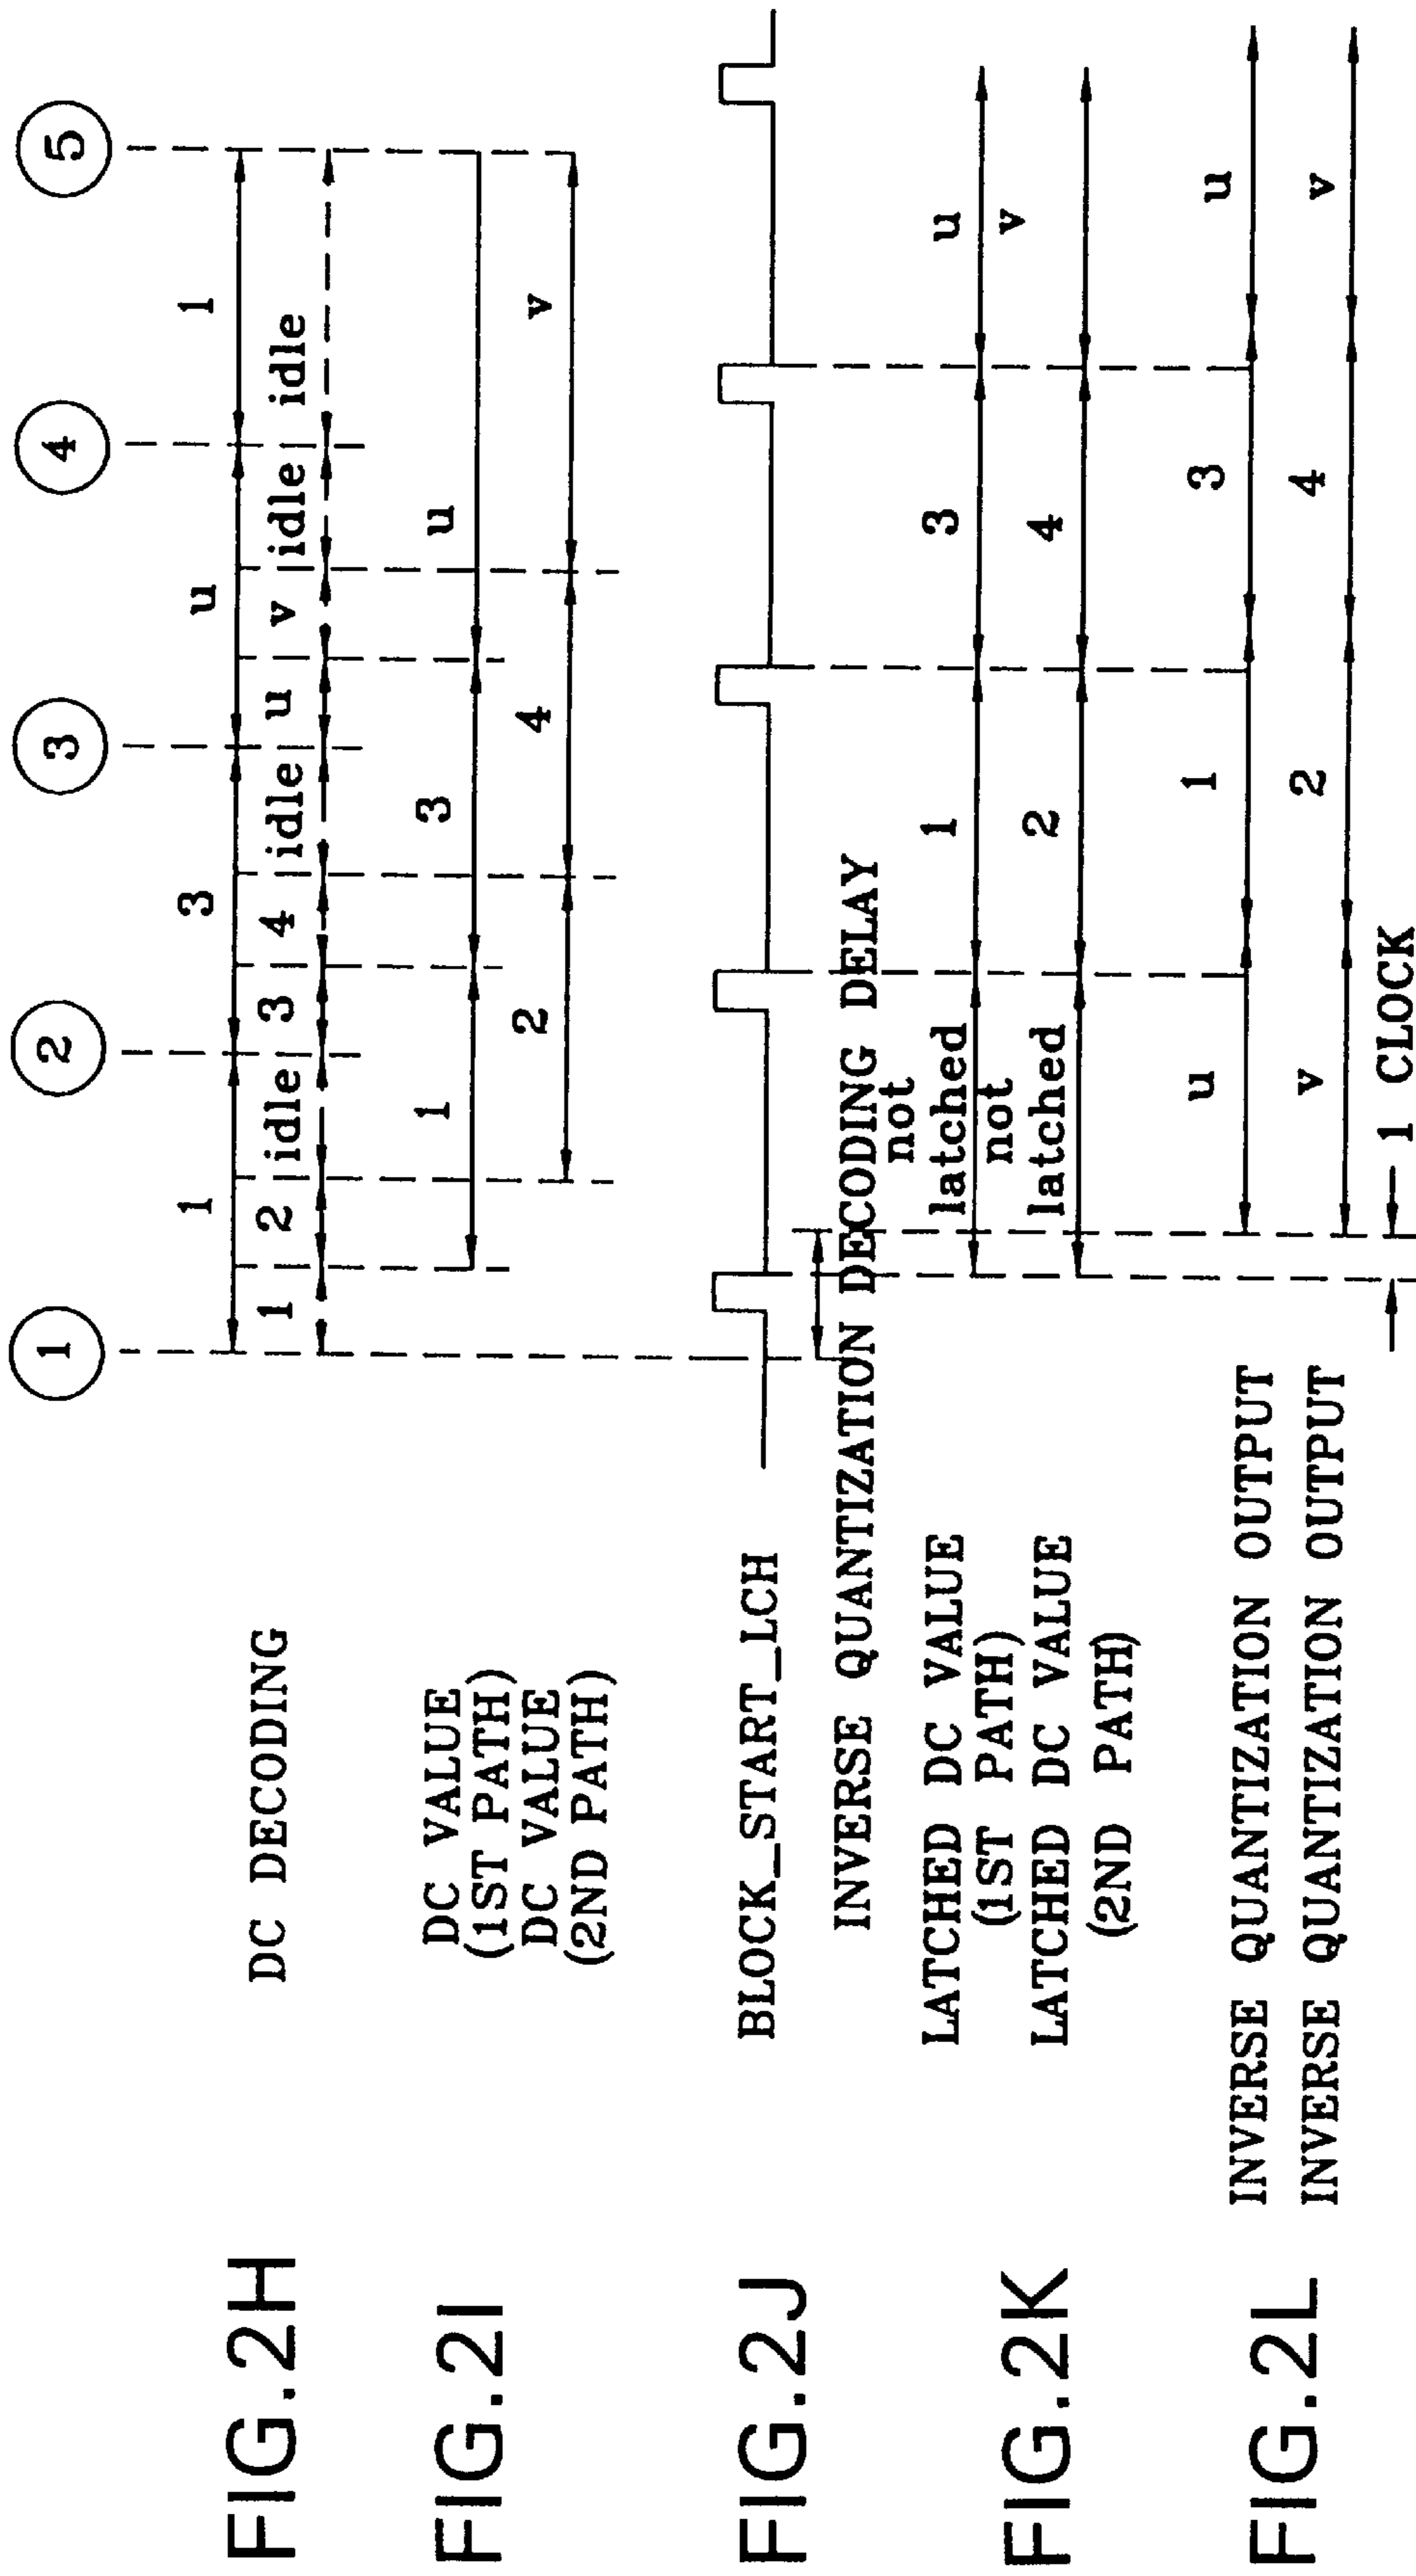 1 2 3 4 5
FIG.2H
DC DECODING
1 3 u 1
1 2 idle 3 4 idle u v idle idle
FIG.2I
DC VALUE
(1ST PATH)
1 3 u
DC VALUE
(2ND PATH)
2 4 v
FIG.2J
BLOCK_START_LCH
INVERSE QUANTIZATION DECODING DELAY
FIG.2K
LATCHED DC VALUE
(1ST PATH)
not
latched 1 3 u
LATCHED DC VALUE
(2ND PATH)
not
latched 2 4 v
FIG.2L
INVERSE QUANTIZATION OUTPUT
u 1 3 u
INVERSE QUANTIZATION OUTPUT
v 2 4 v
1 CLOCK